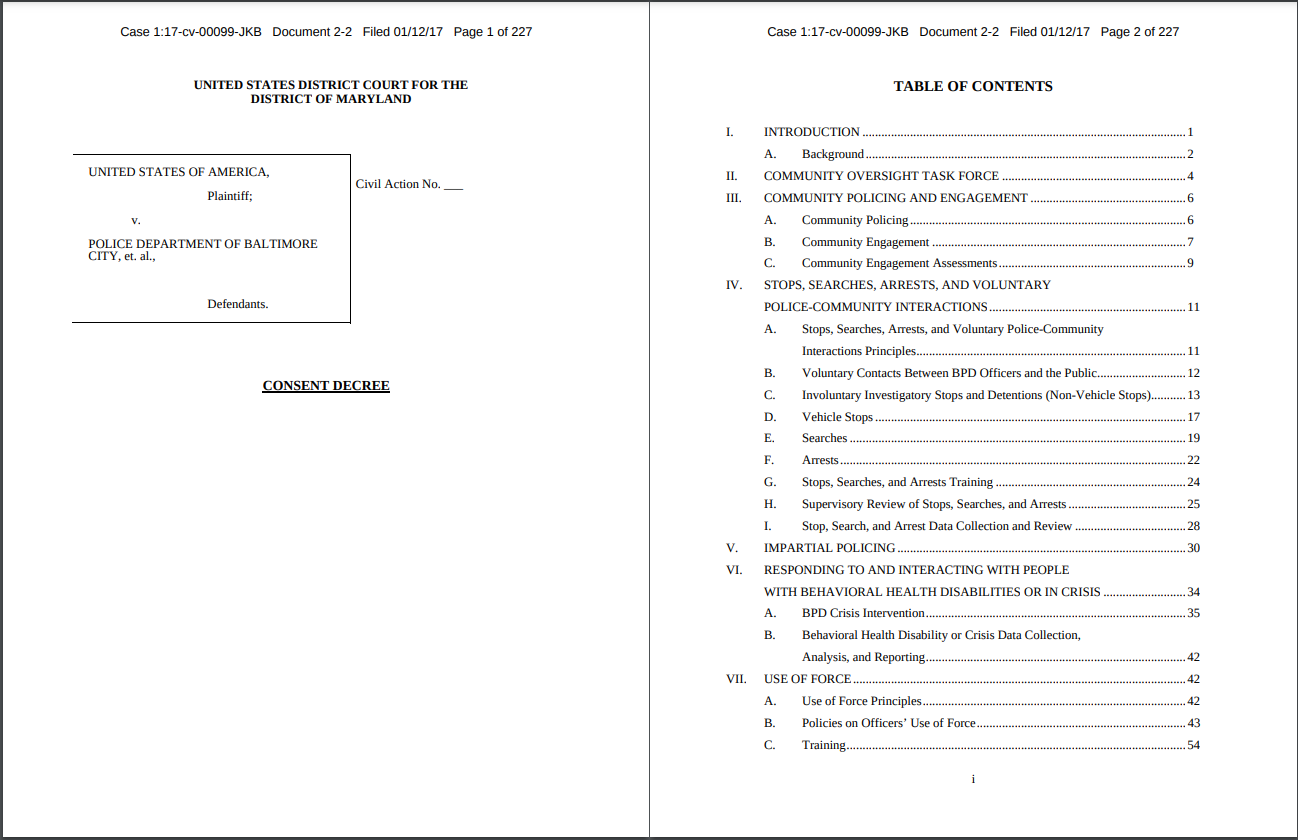 Case 1:17-cv-00099-JKB Document 2-2 Filed 01/12/17 Page 1 of 227
UNITED STATES DISTRICT COURT FOR THE
DISTRICT OF MARYLAND
UNITED STATES OF AMERICA,
Plaintiff;
v.
POLICE DEPARTMENT OF BALTIMORE
CITY, et. al.,
Defendants.
Civil Action No. ___
CONSENT DECREE
Case 1:17-cv-00099-JKB Document 2-2 Filed 01/12/17 Page 2 of 227
TABLE OF CONTENTS
I. INTRODUCTION ........ 1
A. Background ........ 2
II. COMMUNITY OVERSIGHT TASK FORCE ........ 4
III. COMMUNITY POLICING AND ENGAGEMENT ........ 6
A. Community Policing ........ 6
B. Community Engagement ........ 7
C. Community Engagement Assessments ........ 9
IV. STOPS, SEARCHES, ARRESTS, AND VOLUNTARY
POLICE-COMMUNITY INTERACTIONS ........ 11
A. Stops, Searches, Arrests, and Voluntary Police-Community
Interactions Principles ........ 11
B. Voluntary Contacts Between BPD Officers and the Public ........ 12
C. Involuntary Investigatory Stops and Detentions (Non-Vehicle Stops) ........ 13
D. Vehicle Stops ........ 17
E. Searches ........ 19
F. Arrests ........ 22
G. Stops, Searches, and Arrests Training ........ 24
H. Supervisory Review of Stops, Searches, and Arrests ........ 25
I. Stop, Search, and Arrest Data Collection and Review ........ 28
V. IMPARTIAL POLICING ........ 30
VI. RESPONDING TO AND INTERACTING WITH PEOPLE
WITH BEHAVIORAL HEALTH DISABILITIES OR IN CRISIS ........ 34
A. BPD Crisis Intervention ........ 35
B. Behavioral Health Disability or Crisis Data Collection,
Analysis, and Reporting ........ 42
VII. USE OF FORCE ........ 42
A. Use of Force Principles ........ 42
B. Policies on Officers' Use of Force ........ 43
C. Training ........ 54
i